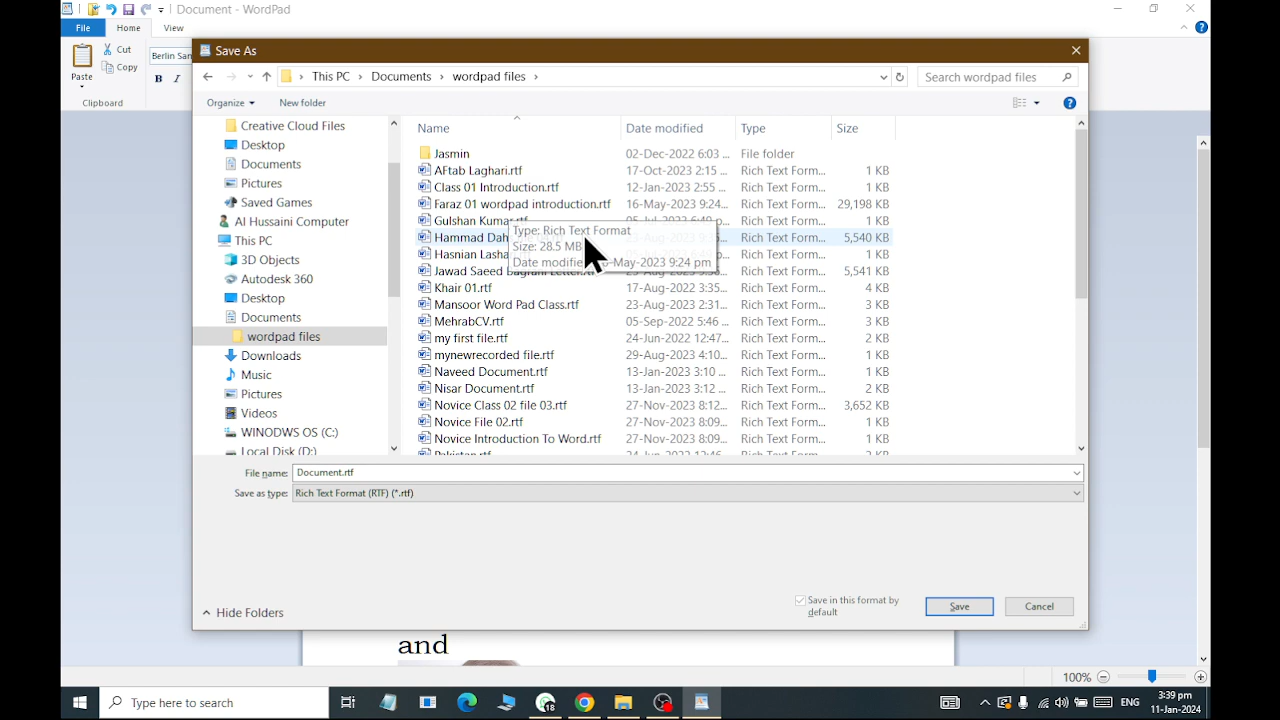 Document - WordPad
File
Home
View
Paste
Cut
Copy
Clipboard
Berlin San
B I
Save As
This PC › Documents › wordpad files ›
Search wordpad files
Organize
New folder
Creative Cloud Files
Desktop
Documents
Pictures
Saved Games
Al Hussaini Computer
This PC
3D Objects
Autodesk 360
Desktop
Documents
wordpad files
Downloads
Music
Pictures
Videos
WINODWS OS (C:)
Local Disk (D:)
Name Date modified Type Size
Jasmin 02-Dec-2022 6:03 ... File folder
AFtab Laghari.rtf 17-Oct-2023 2:15 ... Rich Text Form... 1 KB
Class 01 Introduction.rtf 12-Jan-2023 2:55 ... Rich Text Form... 1 KB
Faraz 01 wordpad introduction.rtf 16-May-2023 9:24... Rich Text Form... 29,198 KB
Gulshan Kumar.rtf 05-Jul-2023 6:40 p... Rich Text Form... 1 KB
Hammad Dah Rich Text Form... 5,540 KB
Hasnian Lasha Rich Text Form... 1 KB
Jawad Saeed Rich Text Form... 5,541 KB
Khair 01.rtf 17-Aug-2022 3:35... Rich Text Form... 4 KB
Mansoor Word Pad Class.rtf 23-Aug-2023 2:31... Rich Text Form... 3 KB
MehrabCV.rtf 05-Sep-2022 5:46 ... Rich Text Form... 3 KB
my first file.rtf 24-Jun-2022 12:47... Rich Text Form... 2 KB
mynewrecorded file.rtf 29-Aug-2023 4:10... Rich Text Form... 1 KB
Naveed Document.rtf 13-Jan-2023 3:10 ... Rich Text Form... 1 KB
Nisar Document.rtf 13-Jan-2023 3:12 ... Rich Text Form... 2 KB
Novice Class 02 file 03.rtf 27-Nov-2023 8:12... Rich Text Form... 3,652 KB
Novice File 02.rtf 27-Nov-2023 8:09... Rich Text Form... 1 KB
Novice Introduction To Word.rtf 27-Nov-2023 8:09... Rich Text Form... 1 KB
Type: Rich Text Format
Size: 28.5 MB
Date modifie -May-2023 9:24 pm
File name: Document.rtf
Save as type: Rich Text Format (RTF) (*.rtf)
Hide Folders
Save in this format by
default
Save
Cancel
and
100%
Type here to search
18
ENG
3:39 pm
11-Jan-2024